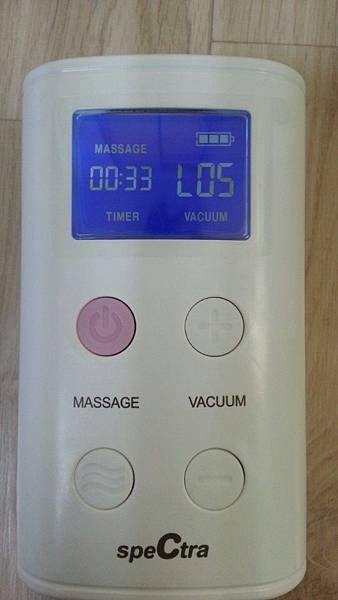 MASSAGE
00:33 L05
TIMER VACUUM
MASSAGE VACUUM
speCtra